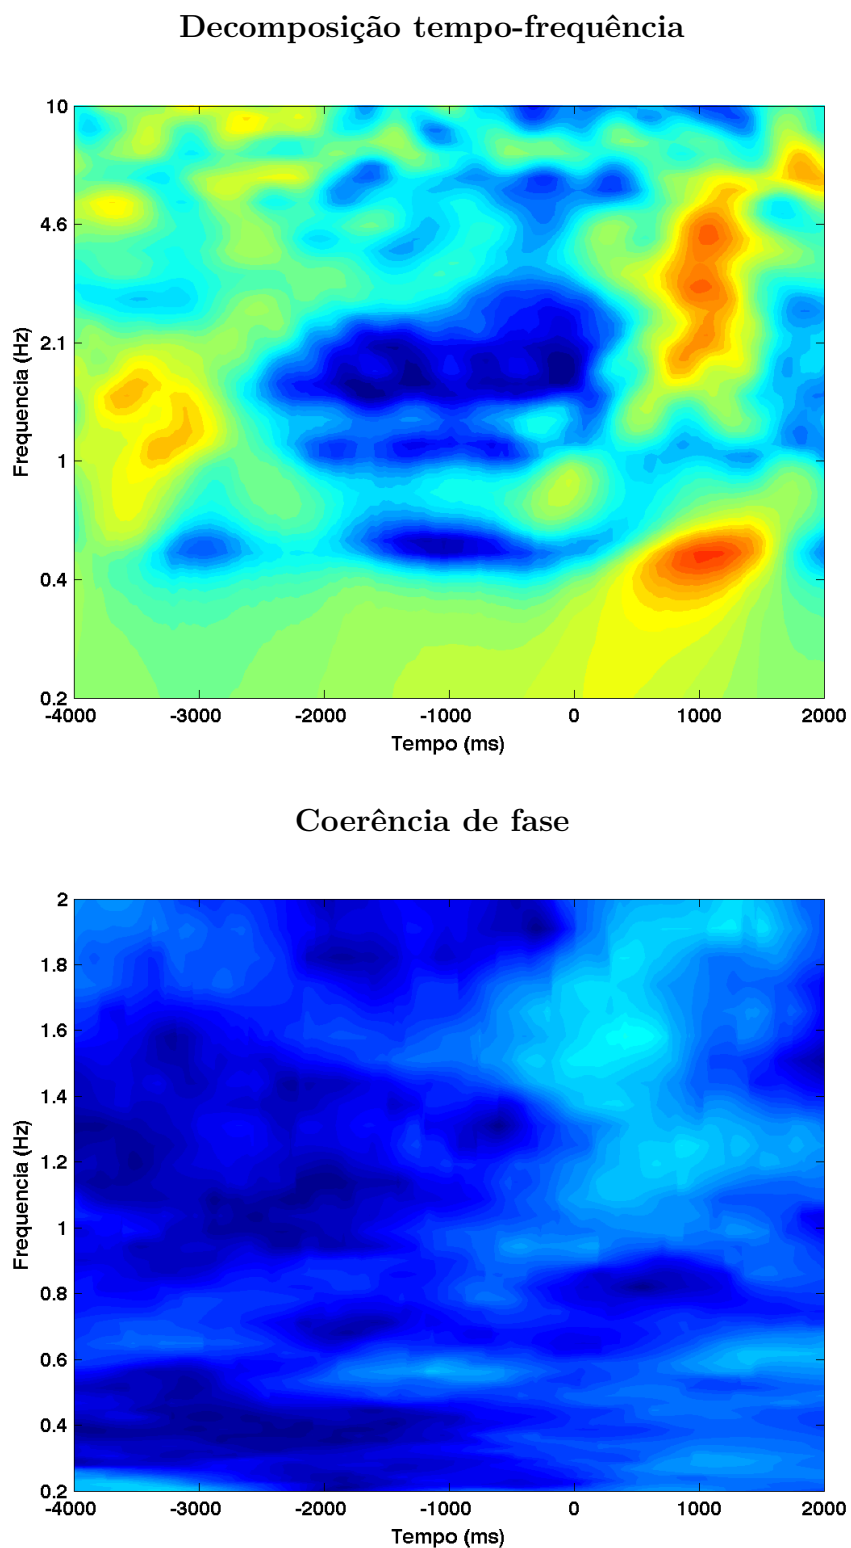 Decomposição tempo-frequência
10
4.6
2.1
1
0.4
0.2
Frequencia (Hz)
-4000 -3000 -2000 -1000 0 1000 2000
Tempo (ms)
Coerência de fase
2
1.8
1.6
1.4
1.2
1
0.8
0.6
0.4
0.2
Frequencia (Hz)
-4000 -3000 -2000 -1000 0 1000 2000
Tempo (ms)